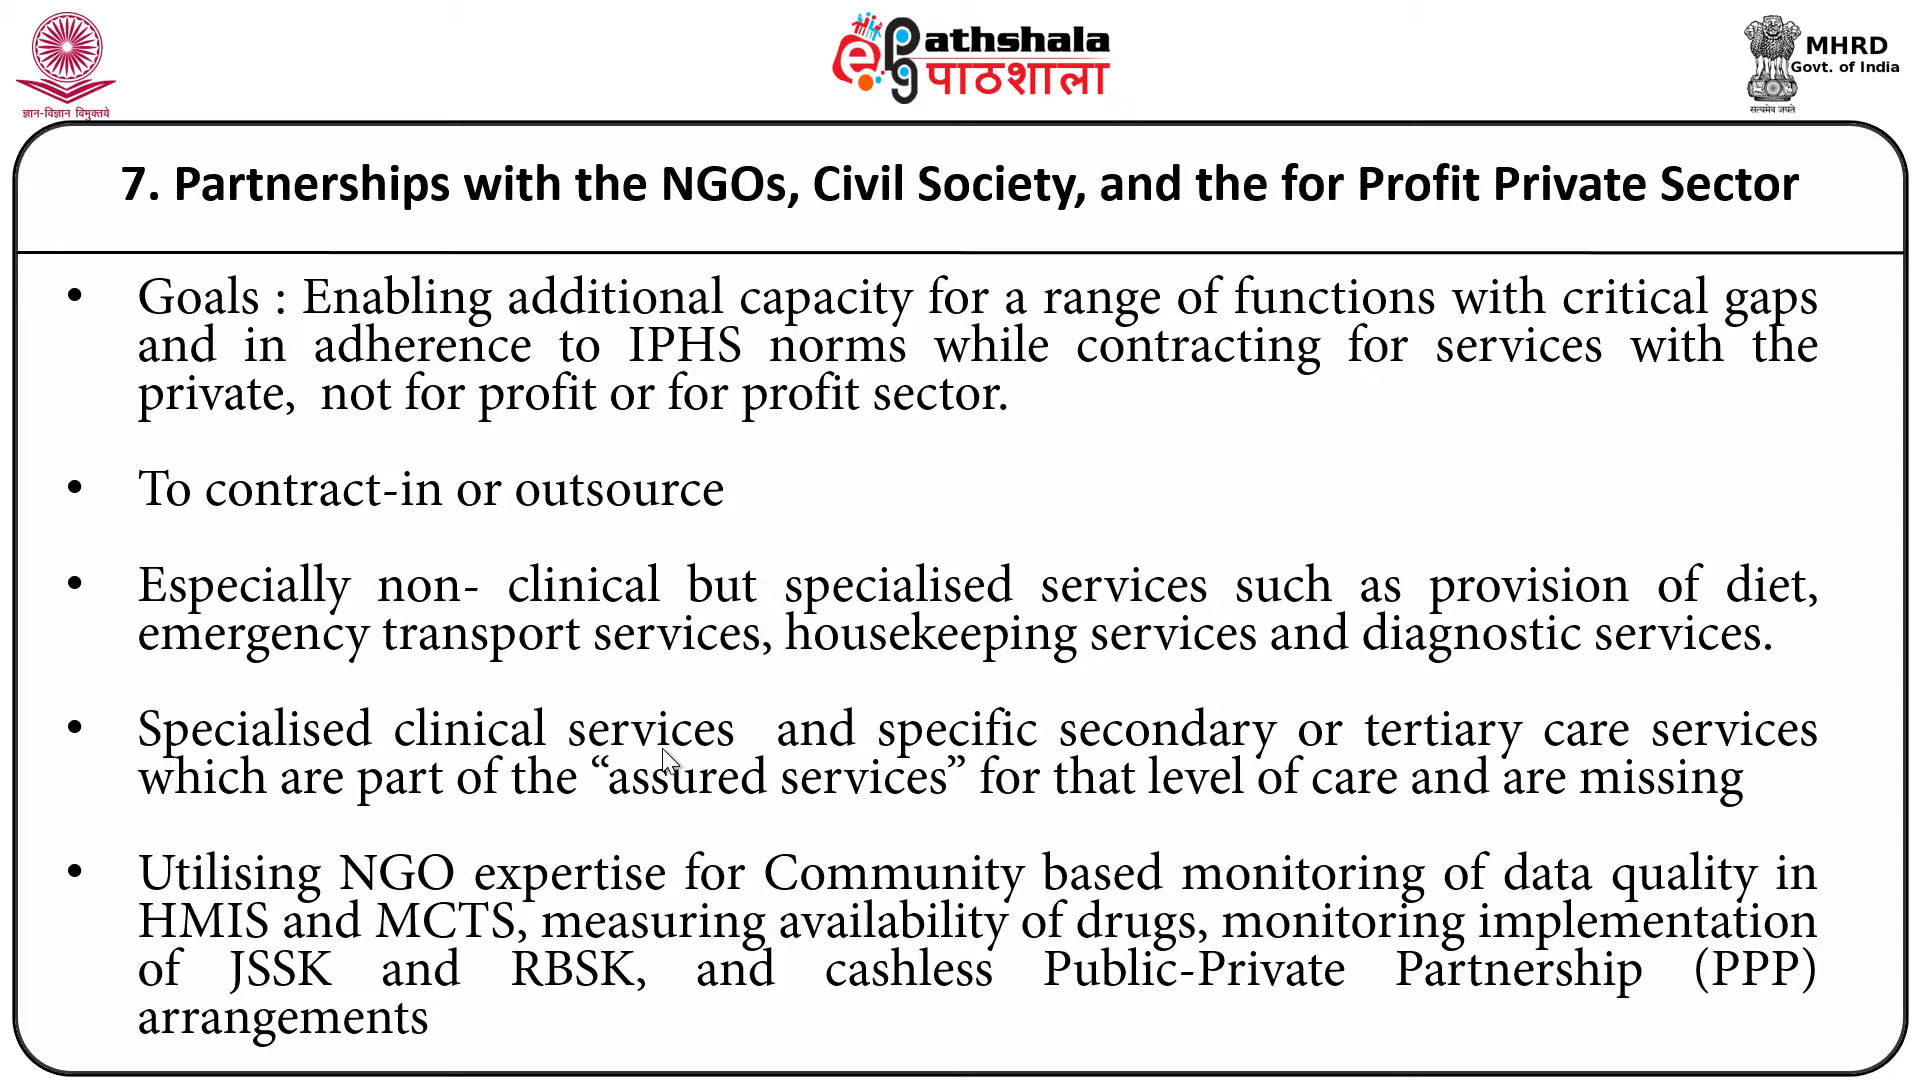 ज्ञान-विज्ञान विमुक्तये
ePathshala
पाठशाला
MHRD
Govt. of India
सत्यमेव जयते
7. Partnerships with the NGOs, Civil Society, and the for Profit Private Sector
• Goals : Enabling additional capacity for a range of functions with critical gaps
and in adherence to IPHS norms while contracting for services with the
private, not for profit or for profit sector.
• To contract-in or outsource
• Especially non- clinical but specialised services such as provision of diet,
emergency transport services, housekeeping services and diagnostic services.
• Specialised clinical services and specific secondary or tertiary care services
which are part of the “assured services” for that level of care and are missing
• Utilising NGO expertise for Community based monitoring of data quality in
HMIS and MCTS, measuring availability of drugs, monitoring implementation
of JSSK and RBSK, and cashless Public-Private Partnership (PPP)
arrangements